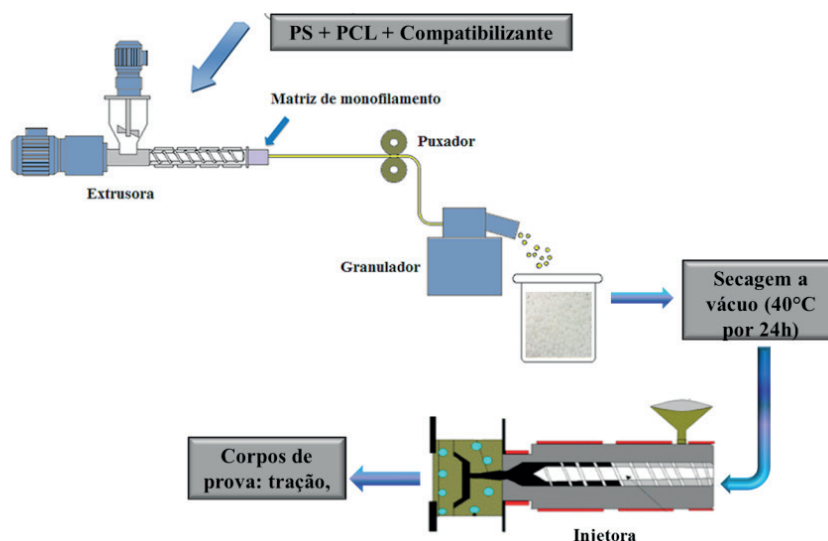 PS + PCL + Compatibilizante
Matriz de monofilamento
Puxador
Extrusora
Granulador
Secagem a
vácuo (40°C
por 24h)
Corpos de
prova: tração,
Injetora